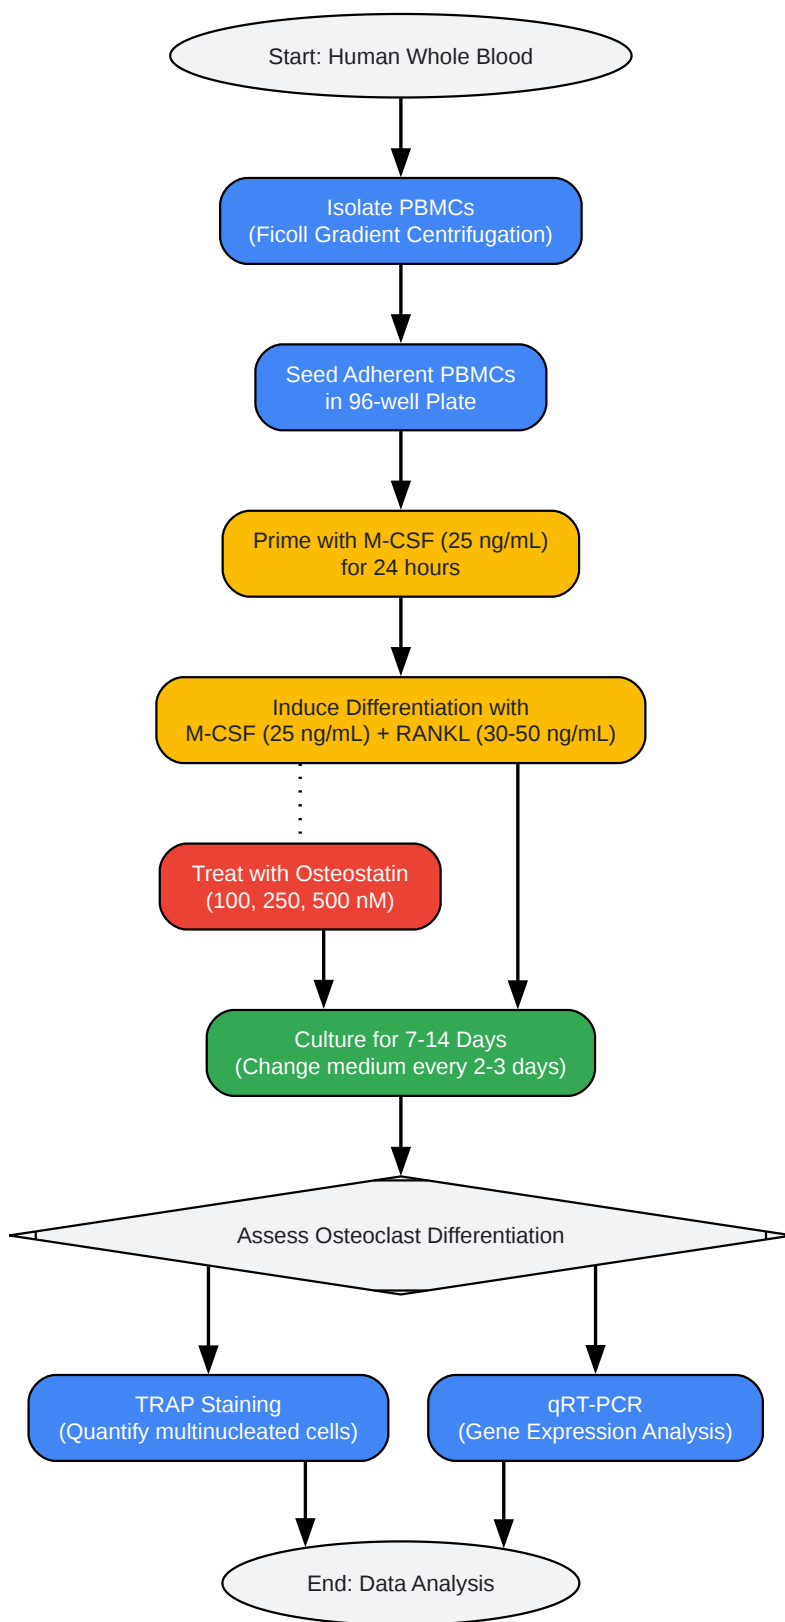 Start: Human Whole Blood
Isolate PBMCs
(Ficoll Gradient Centrifugation)
Seed Adherent PBMCs
in 96-well Plate
Prime with M-CSF (25 ng/mL)
for 24 hours
Induce Differentiation with
M-CSF (25 ng/mL) + RANKL (30-50 ng/mL)
Treat with Osteostatin
(100, 250, 500 nM)
Culture for 7-14 Days
(Change medium every 2-3 days)
Assess Osteoclast Differentiation
TRAP Staining
(Quantify multinucleated cells)
qRT-PCR
(Gene Expression Analysis)
End: Data Analysis